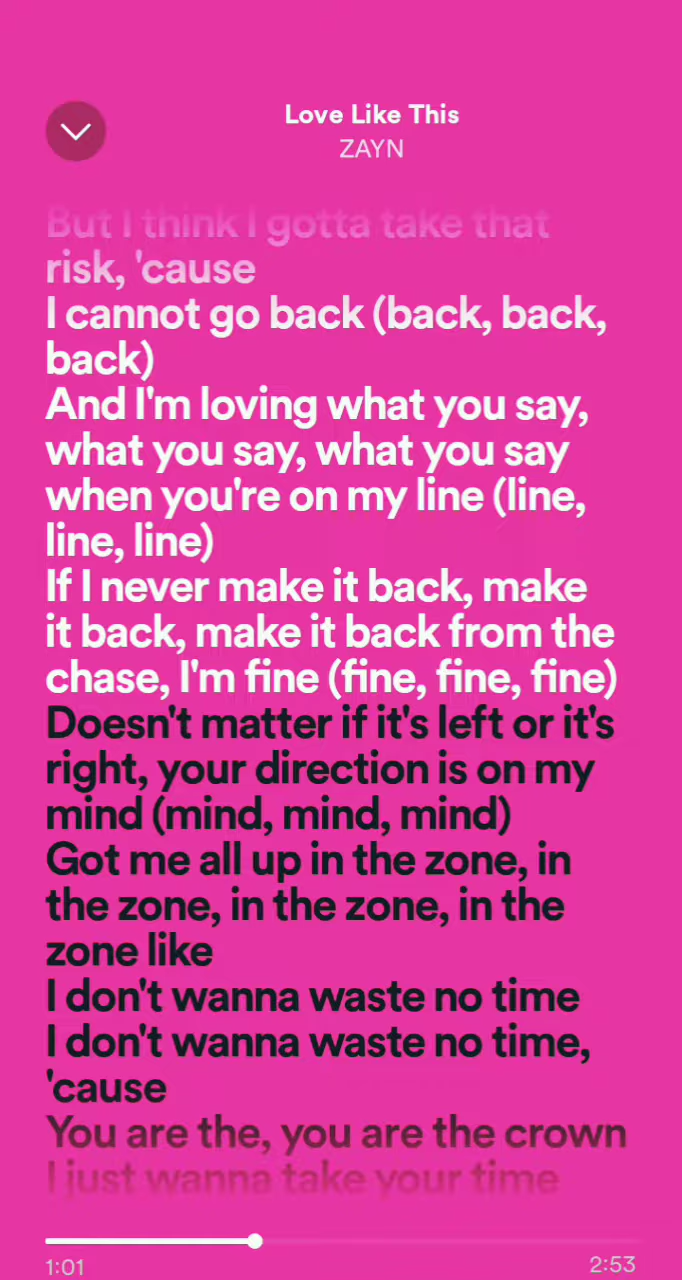 Love Like This
ZAYN
But I think I gotta take that
risk, 'cause
I cannot go back (back, back,
back)
And I'm loving what you say,
what you say, what you say
when you're on my line (line,
line, line)
If I never make it back, make
it back, make it back from the
chase, I'm fine (fine, fine, fine)
Doesn't matter if it's left or it's
right, your direction is on my
mind (mind, mind, mind)
Got me all up in the zone, in
the zone, in the zone, in the
zone like
I don't wanna waste no time
I don't wanna waste no time,
'cause
You are the, you are the crown
I just wanna take your time
1:01
2:53